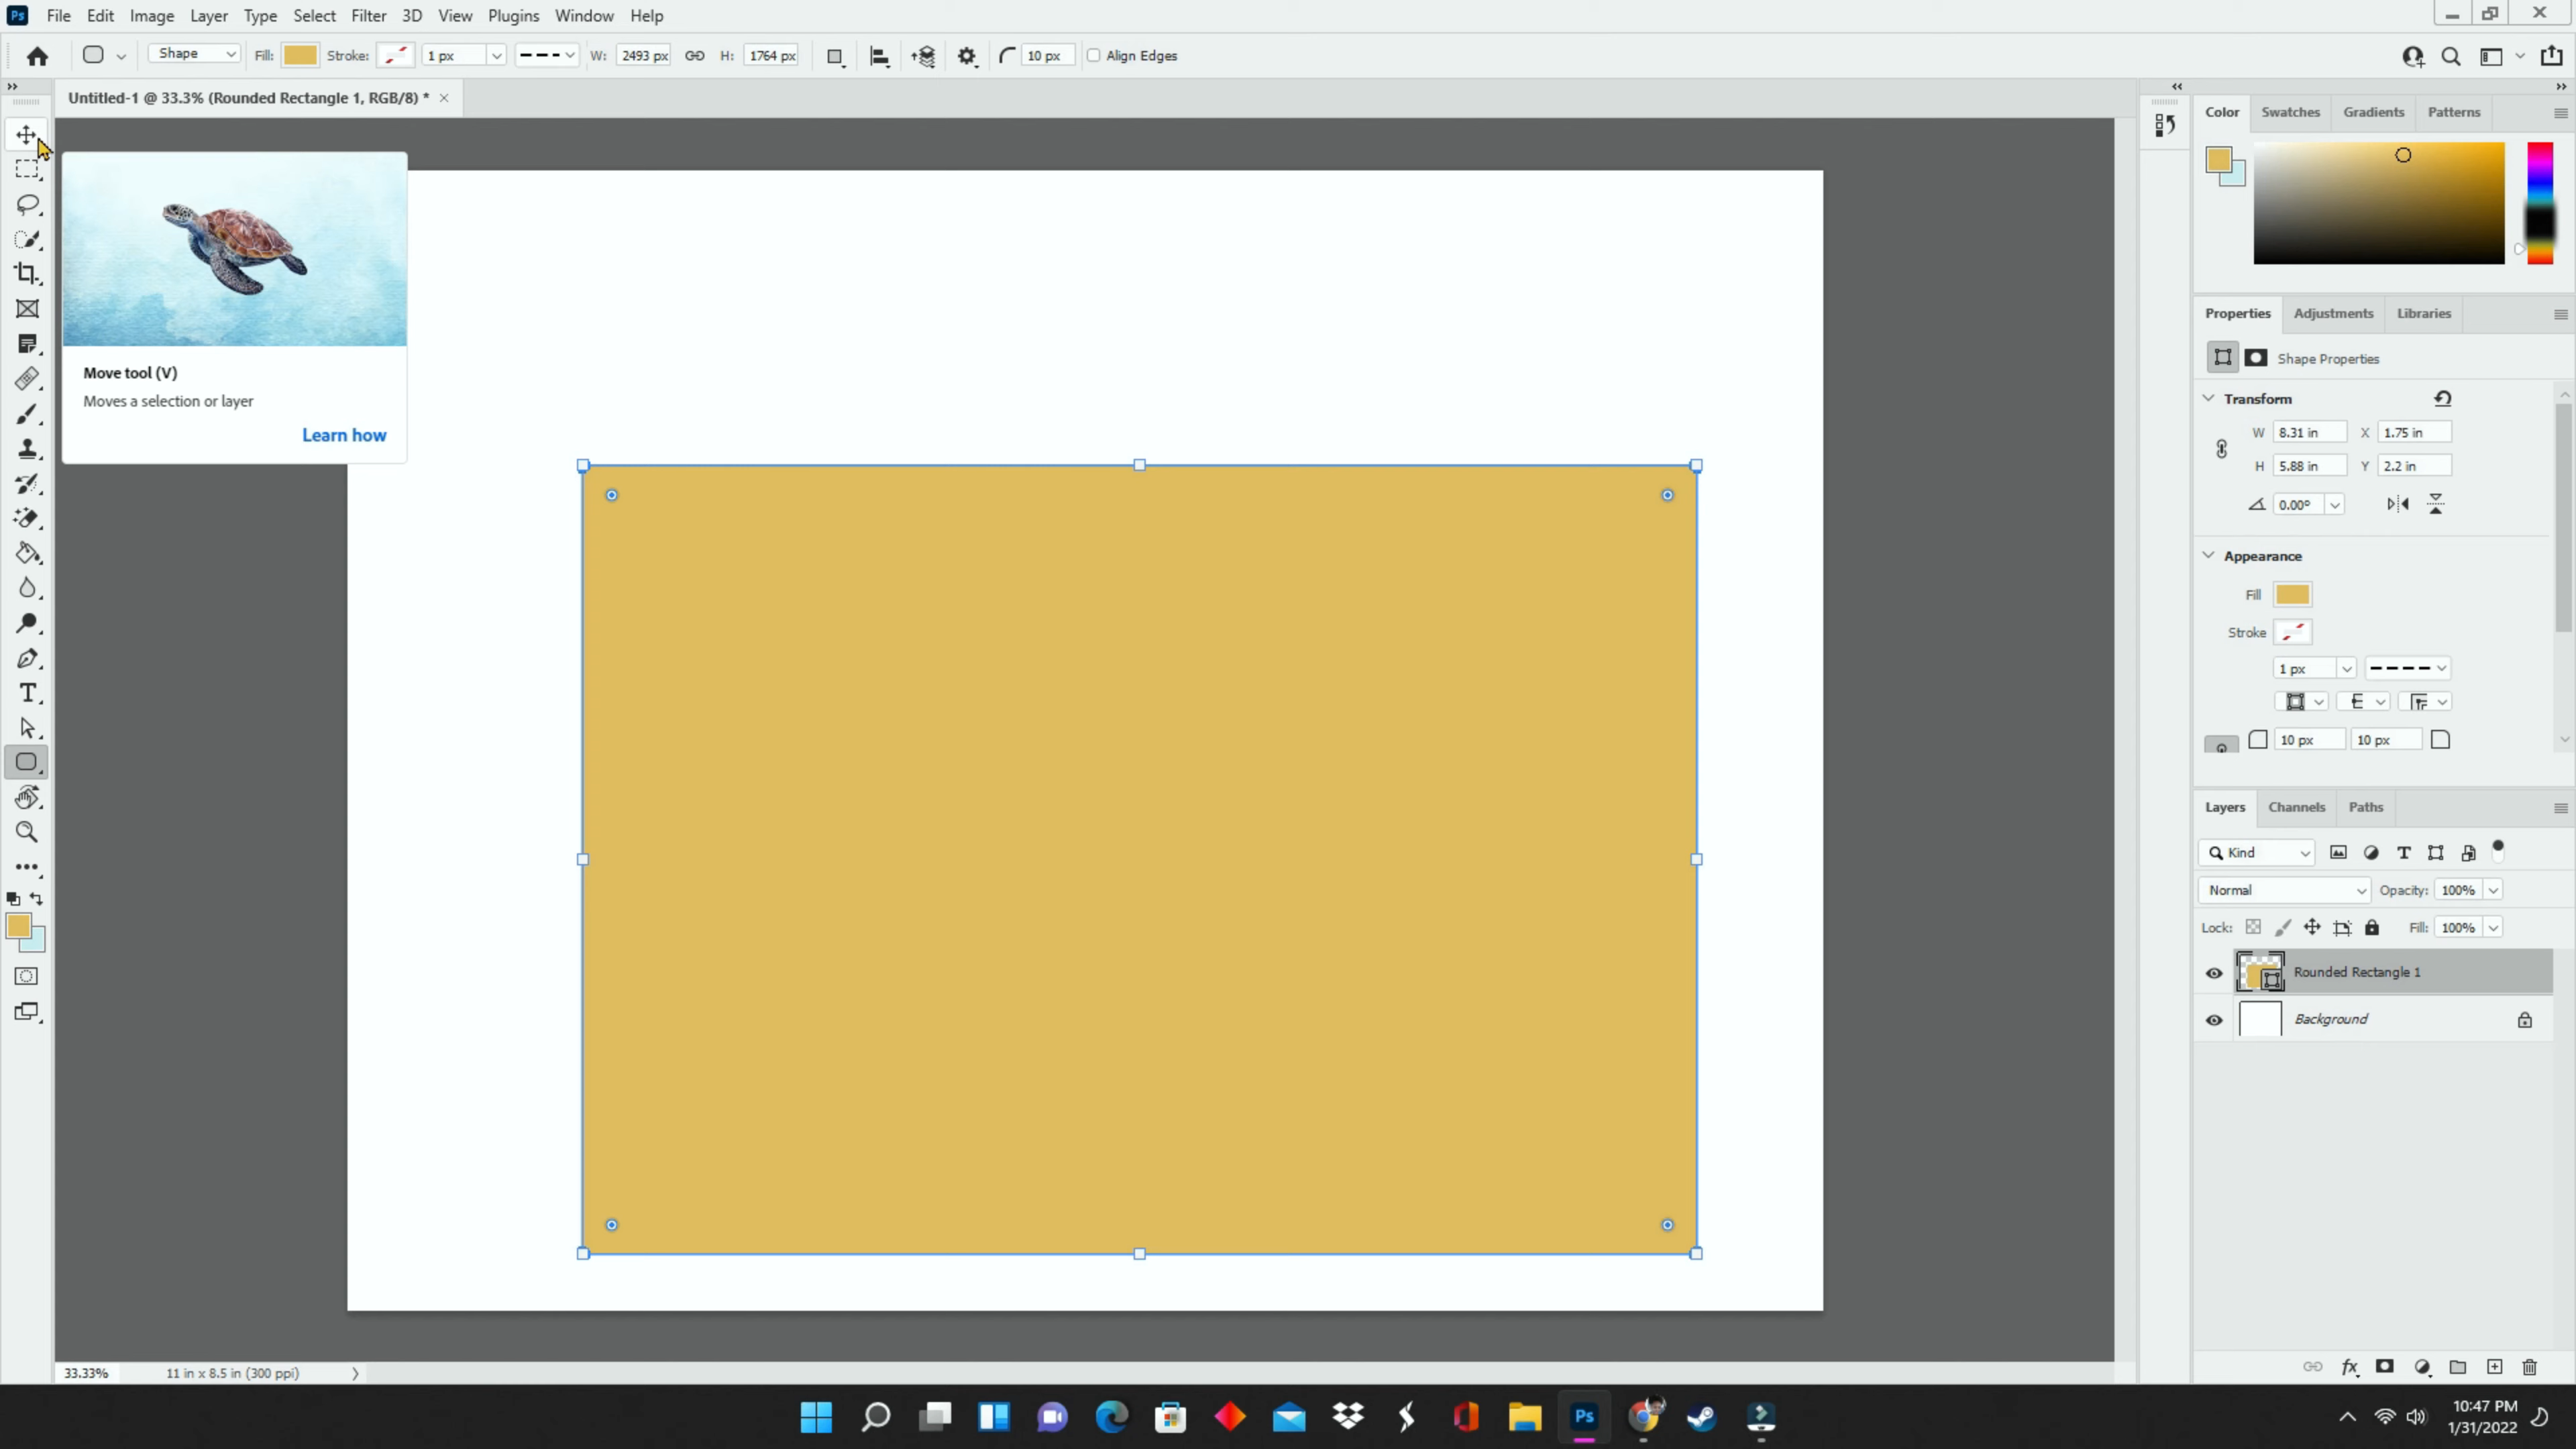 Ps File Edit Image Layer Type Select Filter 3D View Plugins Window Help
Shape Fill: Stroke: 1 px W: 2493 px H: 1764 px 10 px Align Edges
Untitled-1 @ 33.3% (Rounded Rectangle 1, RGB/8) *
Move tool (V)
Moves a selection or layer
Learn how
Color Swatches Gradients Patterns
Properties Adjustments Libraries
Shape Properties
Transform
W 8.31 in X 1.75 in
H 5.88 in Y 2.2 in
0.00°
Appearance
Fill
Stroke
1 px
10 px 10 px
Layers Channels Paths
Kind
Normal Opacity: 100%
Lock: Fill: 100%
Rounded Rectangle 1
Background
33.33% 11 in x 8.5 in (300 ppi)
Ps
10:47 PM
1/31/2022